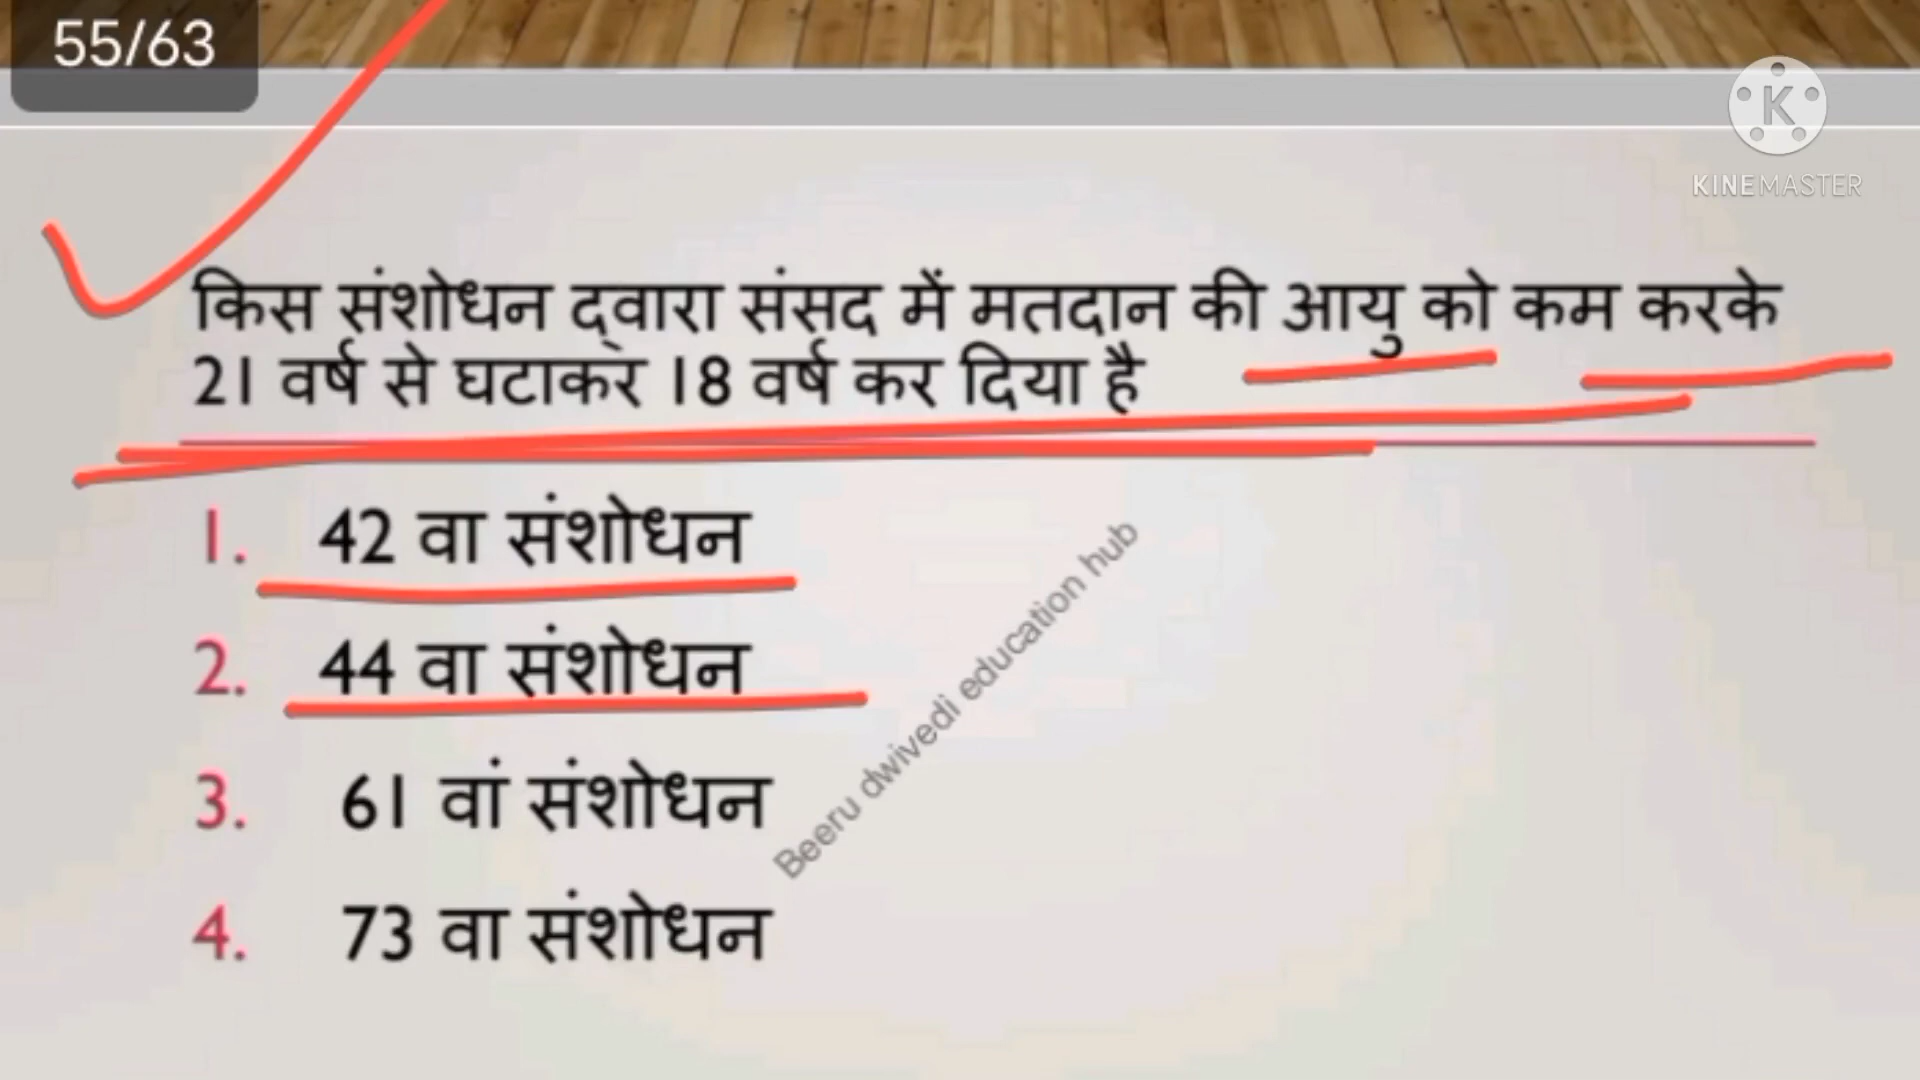 55/63
KINEMASTER
किस संशोधन द्वारा संसद में मतदान की आयु को कम करके
21 वर्ष से घटाकर 18 वर्ष कर दिया है
1. 42 वा संशोधन
2. 44 वा संशोधन
3. 61 वां संशोधन
4. 73 वा संशोधन
Beeru dwivedi education hub